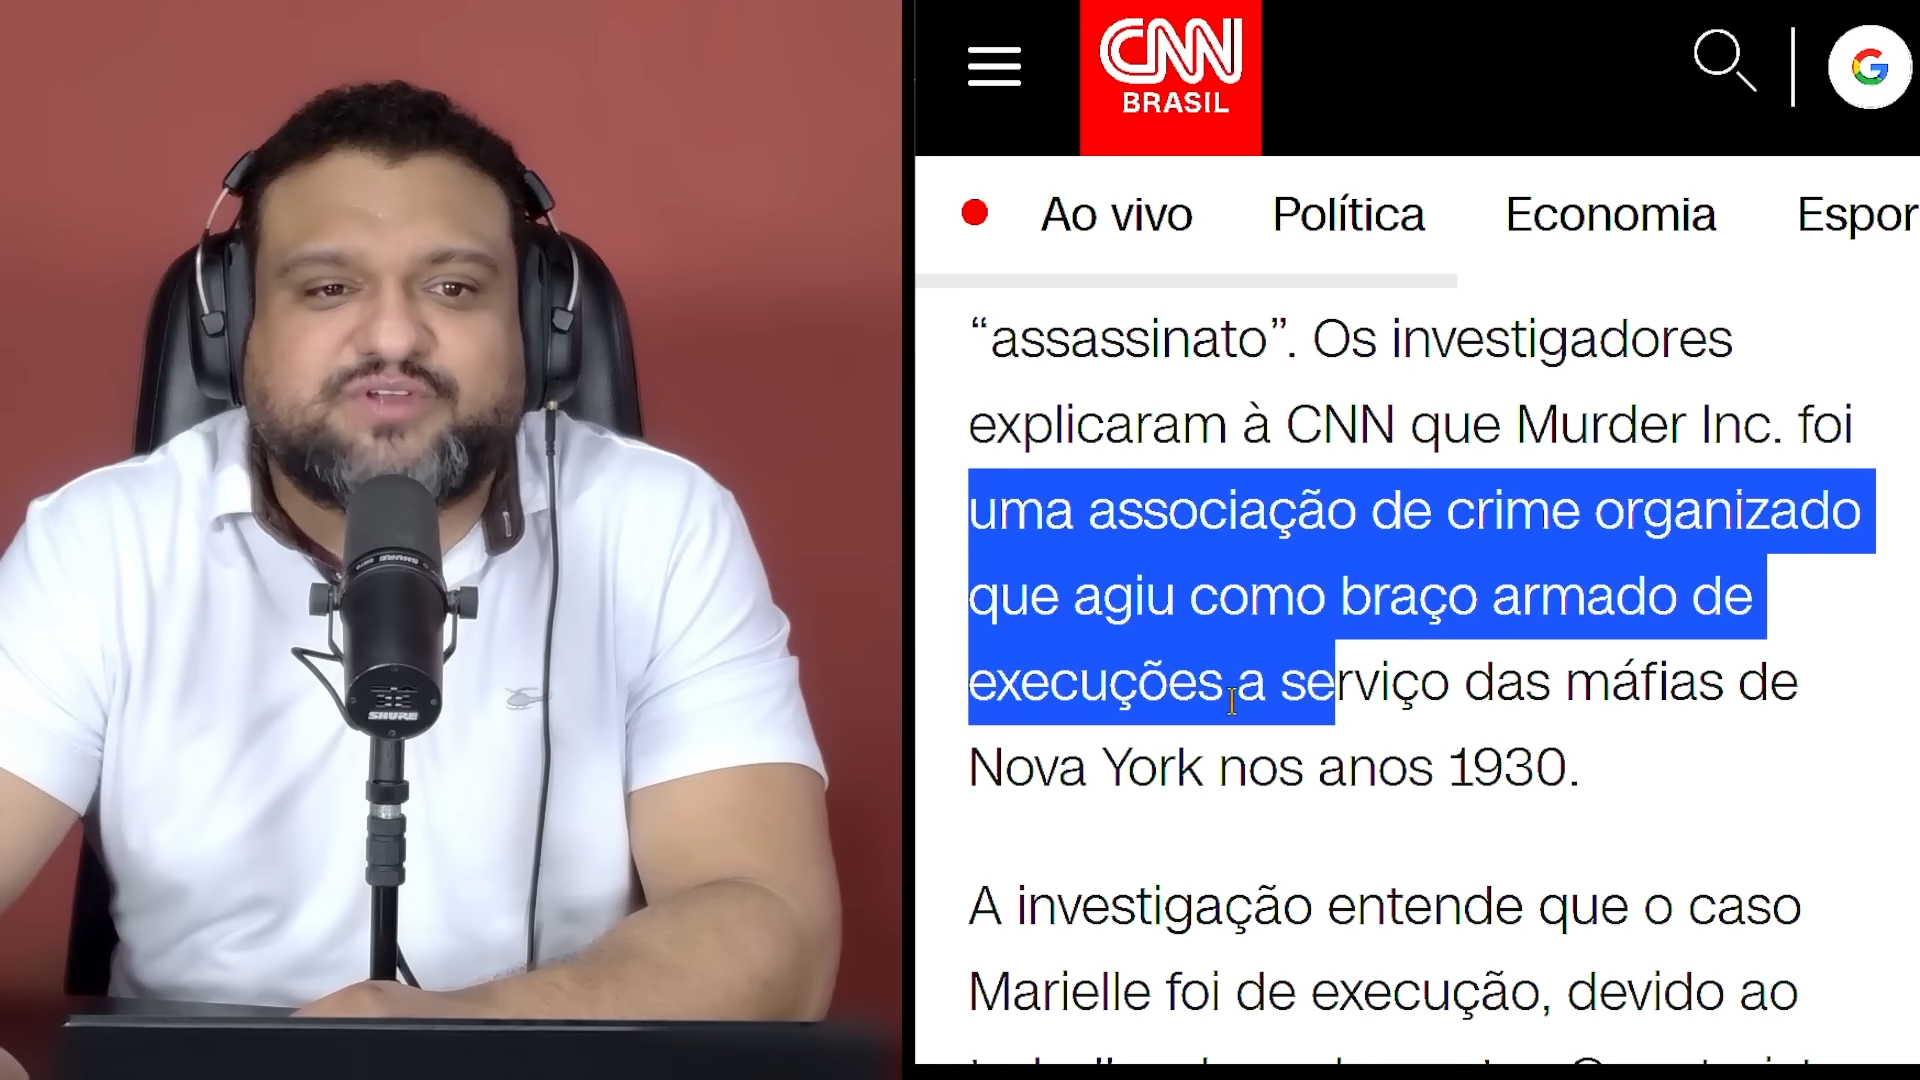 CNN
BRASIL
G
Ao vivo Política Economia Espor
“assassinato”. Os investigadores
explicaram à CNN que Murder Inc. foi
uma associação de crime organizado
que agiu como braço armado de
execuções a serviço das máfias de
Nova York nos anos 1930.
A investigação entende que o caso
Marielle foi de execução, devido ao
SHURE
SHURE